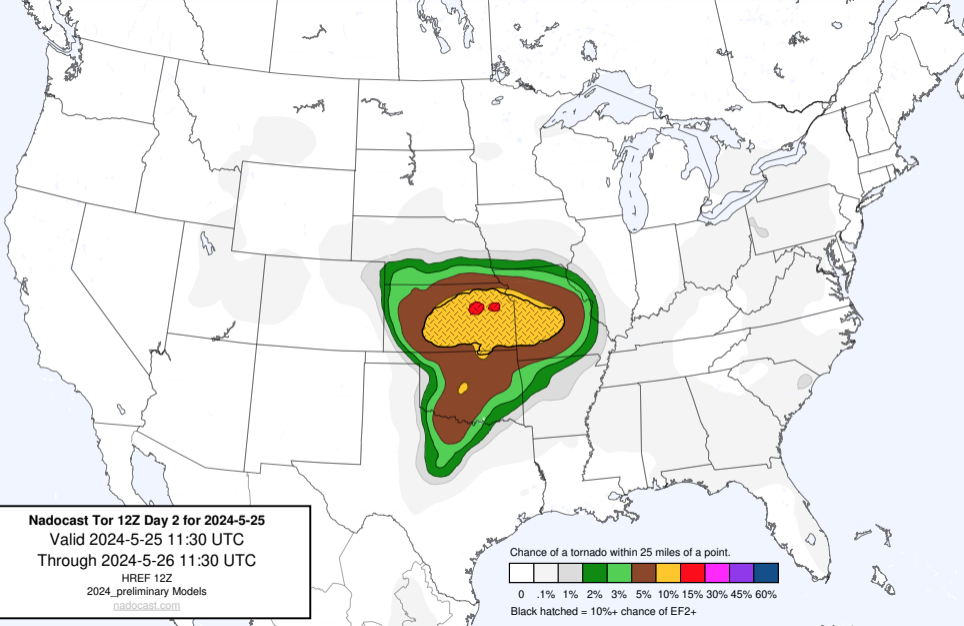 Nadocast Tor 12Z Day 2 for 2024-5-25
Valid 2024-5-25 11:30 UTC
Through 2024-5-26 11:30 UTC
HREF 12Z
2024_preliminary Models
nadocast.com
Chance of a tornado within 25 miles of a point.
0 .1% 1% 2% 3% 5% 10% 15% 30% 45% 60%
Black hatched = 10%+ chance of EF2+